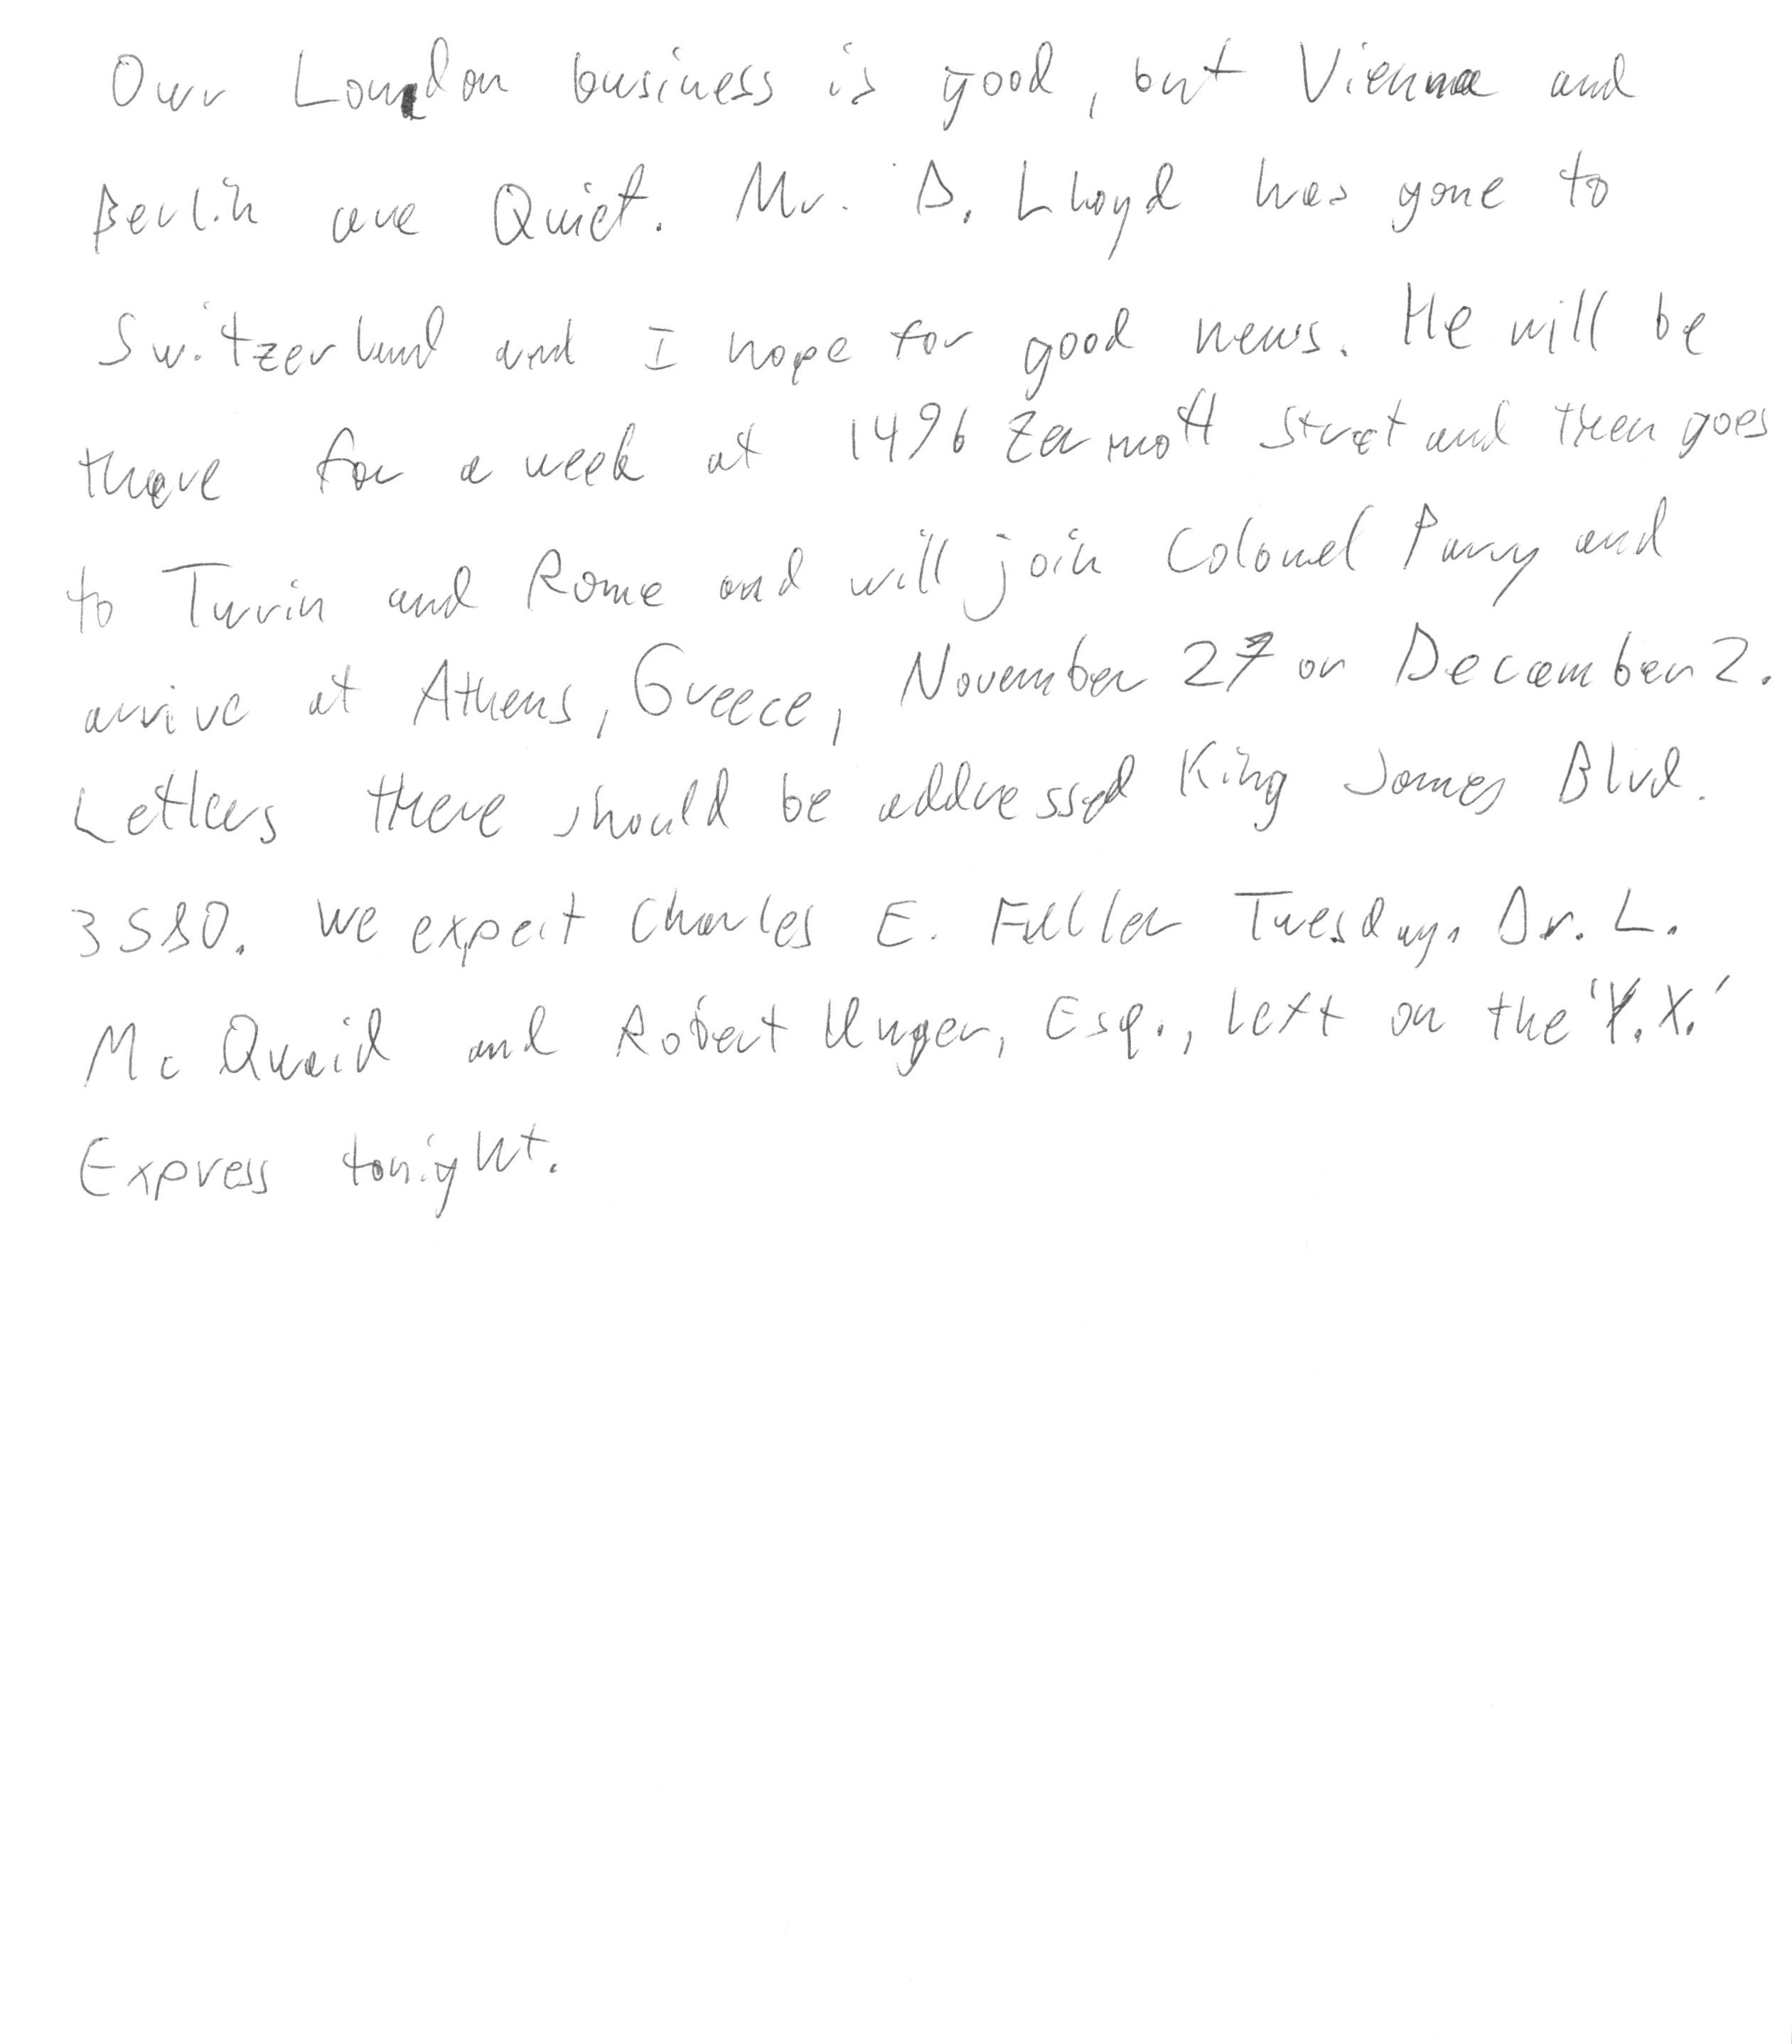 Our London business is good, but Vienna and
Berlin are Quiet. Mr. D. Lloyd has gone to
Switzerland and I hope for good news. He will be
there for a week at 1496 Zermott Street and then goes
to Turin and Rome and will join Colonel Parry and
arrive at Athens, Greece, November 27 or December 2.
Letters there should be addressed King James Blvd.
3580. We expect Charles E. Fuller Tuesday. Dr. L.
Mc Quaid and Robert Unger, Esq., left on the 'Y.X.'
Express tonight.